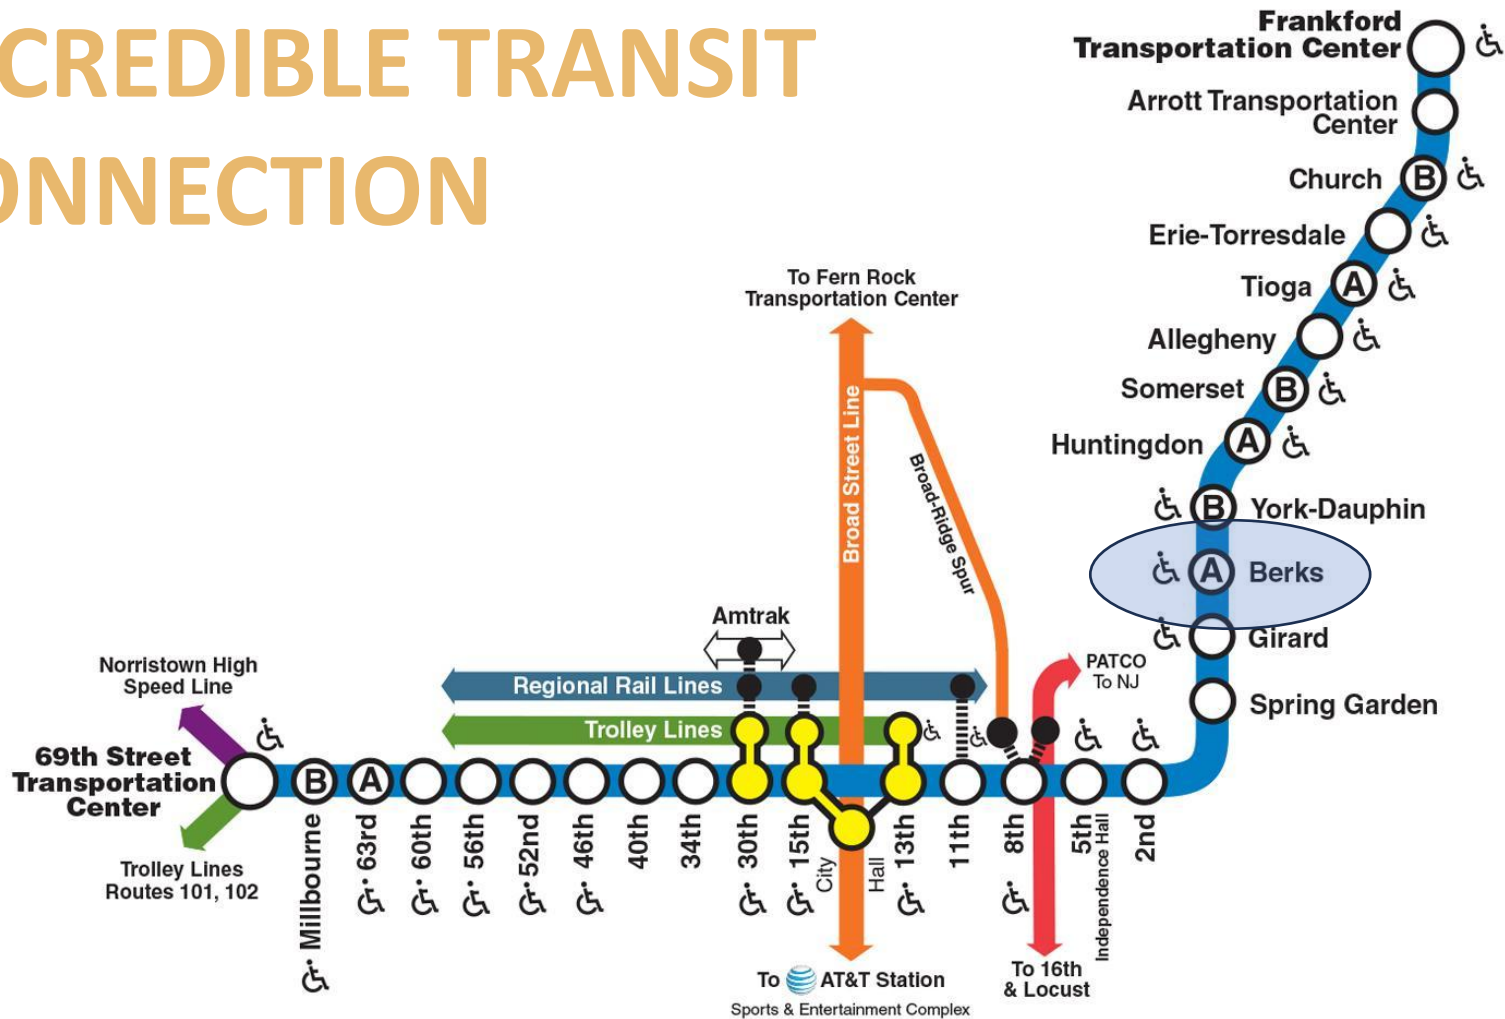 CREDIBLE TRANSIT
ONNECTION
Frankford
Transportation Center
Arrott Transportation
Center
Church B
Erie-Torresdale
Tioga A
Allegheny
Somerset B
Huntingdon A
B York-Dauphin
A Berks
Girard
Spring Garden
To Fern Rock
Transportation Center
Broad Street Line
Broad-Ridge Spur
Amtrak
Regional Rail Lines
Trolley Lines
PATCO
To NJ
Norristown High
Speed Line
69th Street
Transportation
Center
B
A
Trolley Lines
Routes 101, 102
Millbourne
63rd
60th
56th
52nd
46th
40th
34th
30th
15th
City
Hall
13th
11th
8th
5th
Independence Hall
2nd
To AT&T Station
Sports & Entertainment Complex
To 16th
& Locust